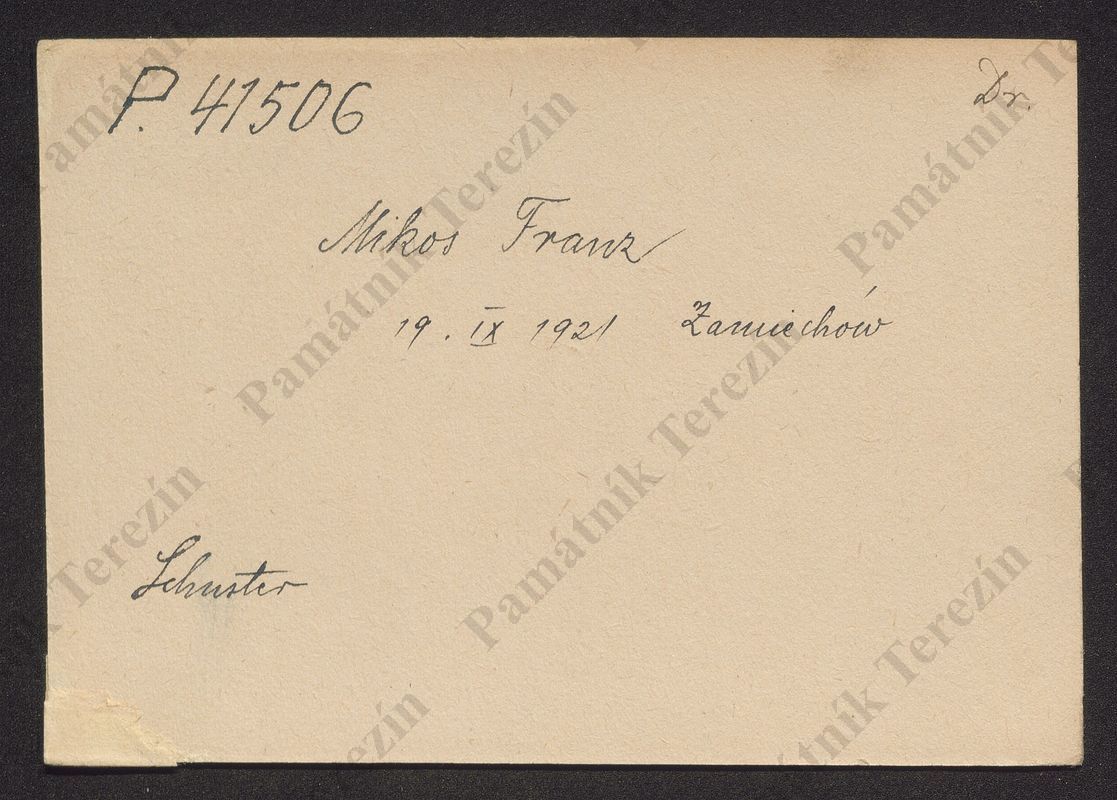 P. 41506
Dr.
Mikos Franz
19. IX 1921 Zamiechów
Schuster
Památník Terezín